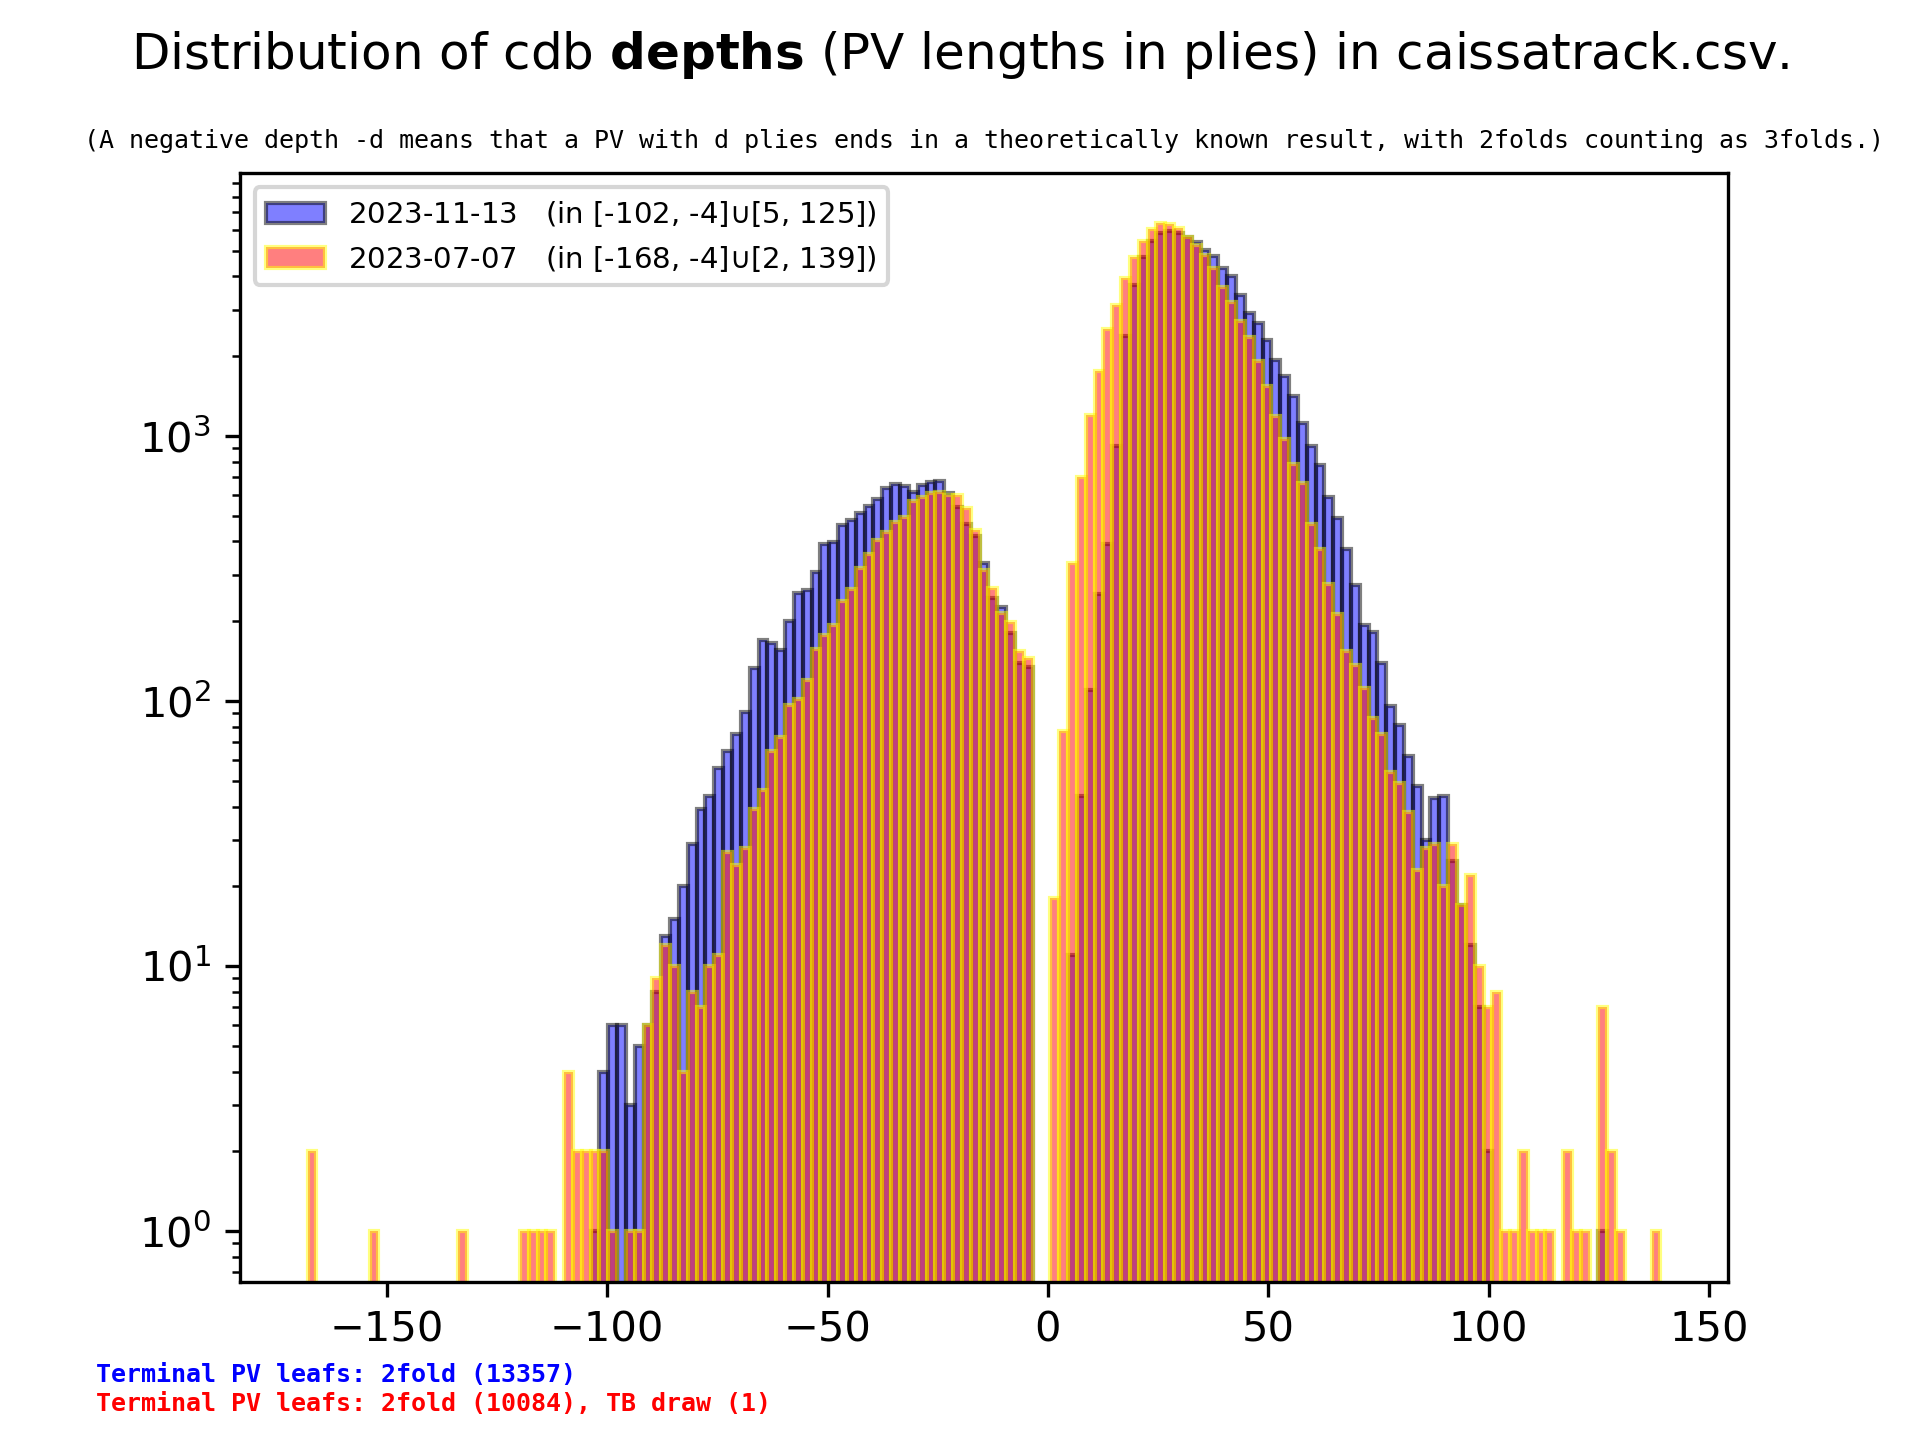 Distribution of cdb depths (PV lengths in plies) in caissatrack.csv.
(A negative depth -d means that a PV with d plies ends in a theoretically known result, with 2folds counting as 3folds.)
2023-11-13 (in [-102, -4]∪[5, 125])
2023-07-07 (in [-168, -4]∪[2, 139])
10³
10²
10¹
10⁰
−150 −100 −50 0 50 100 150
Terminal PV leafs: 2fold (13357)
Terminal PV leafs: 2fold (10084), TB draw (1)